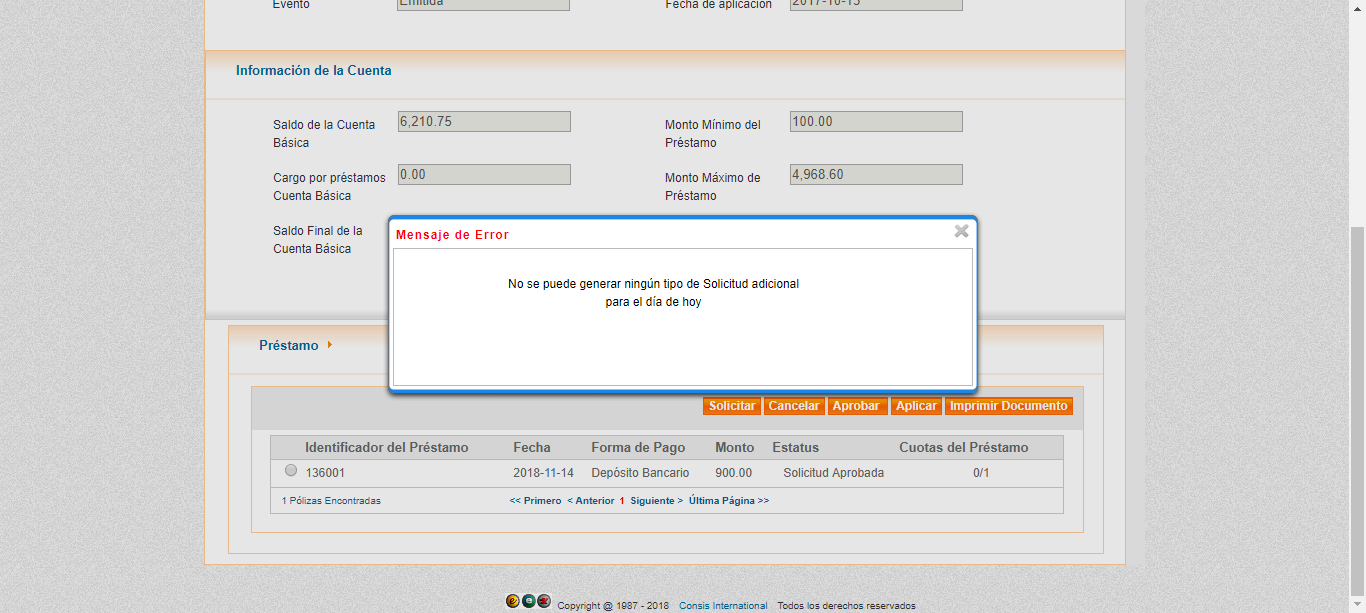 Evento Emitida Fecha de aplicación 2017-10-15
Información de la Cuenta
Saldo de la Cuenta Básica 6,210.75 Monto Mínimo del Préstamo 100.00
Cargo por préstamos Cuenta Básica 0.00 Monto Máximo de Préstamo 4,968.60
Saldo Final de la Cuenta Básica
Mensaje de Error
No se puede generar ningún tipo de Solicitud adicional
para el día de hoy
Préstamo
Solicitar Cancelar Aprobar Aplicar Imprimir Documento
Identificador del Préstamo Fecha Forma de Pago Monto Estatus Cuotas del Préstamo
136001 2018-11-14 Depósito Bancario 900.00 Solicitud Aprobada 0/1
1 Pólizas Encontradas << Primero < Anterior 1 Siguiente > Última Página >>
Copyright @ 1987 - 2018 Consis International Todos los derechos reservados